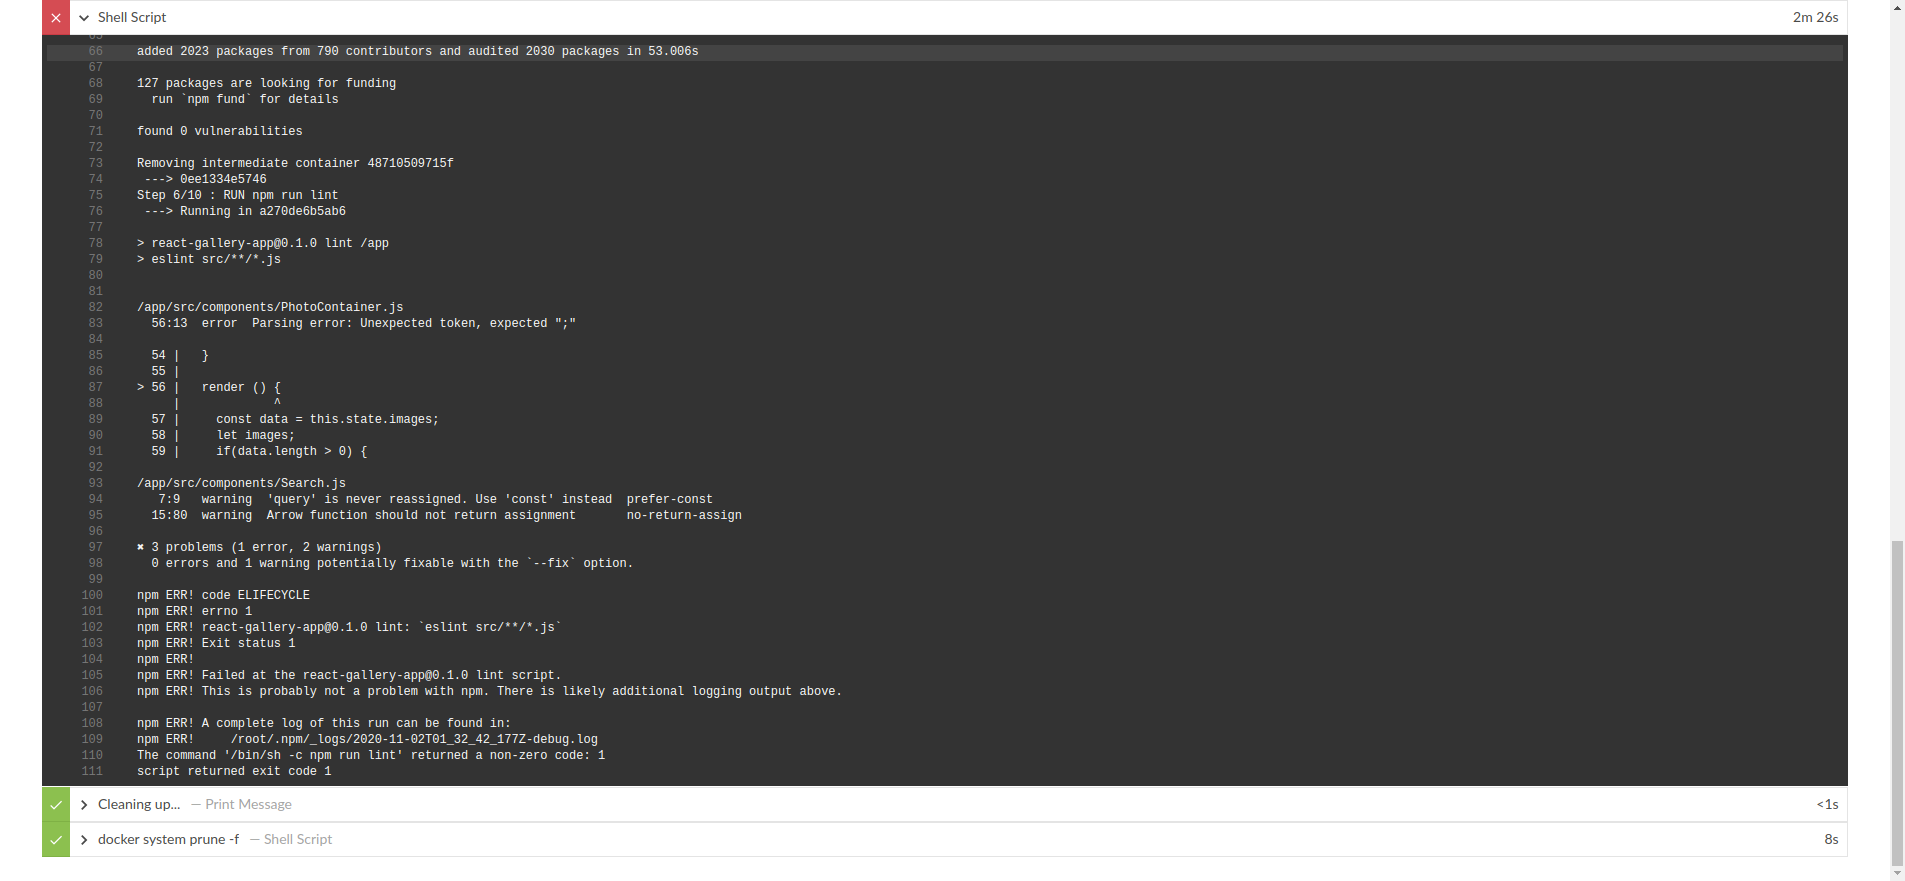 Shell Script 2m 26s
65
66 added 2023 packages from 790 contributors and audited 2030 packages in 53.006s
67
68 127 packages are looking for funding
69 run `npm fund` for details
70
71 found 0 vulnerabilities
72
73 Removing intermediate container 48710509715f
74 ---> 0ee1334e5746
75 Step 6/10 : RUN npm run lint
76 ---> Running in a270de6b5ab6
77
78 > react-gallery-app@0.1.0 lint /app
79 > eslint src/**/*.js
80
81
82 /app/src/components/PhotoContainer.js
83 56:13 error Parsing error: Unexpected token, expected ";"
84
85 54 | }
86 55 |
87 > 56 | render () {
88 | ^
89 57 | const data = this.state.images;
90 58 | let images;
91 59 | if(data.length > 0) {
92
93 /app/src/components/Search.js
94 7:9 warning 'query' is never reassigned. Use 'const' instead prefer-const
95 15:80 warning Arrow function should not return assignment no-return-assign
96
97 ✖ 3 problems (1 error, 2 warnings)
98 0 errors and 1 warning potentially fixable with the `--fix` option.
99
100 npm ERR! code ELIFECYCLE
101 npm ERR! errno 1
102 npm ERR! react-gallery-app@0.1.0 lint: `eslint src/**/*.js`
103 npm ERR! Exit status 1
104 npm ERR!
105 npm ERR! Failed at the react-gallery-app@0.1.0 lint script.
106 npm ERR! This is probably not a problem with npm. There is likely additional logging output above.
107
108 npm ERR! A complete log of this run can be found in:
109 npm ERR! /root/.npm/_logs/2020-11-02T01_32_42_177Z-debug.log
110 The command '/bin/sh -c npm run lint' returned a non-zero code: 1
111 script returned exit code 1
Cleaning up... — Print Message <1s
docker system prune -f — Shell Script 8s